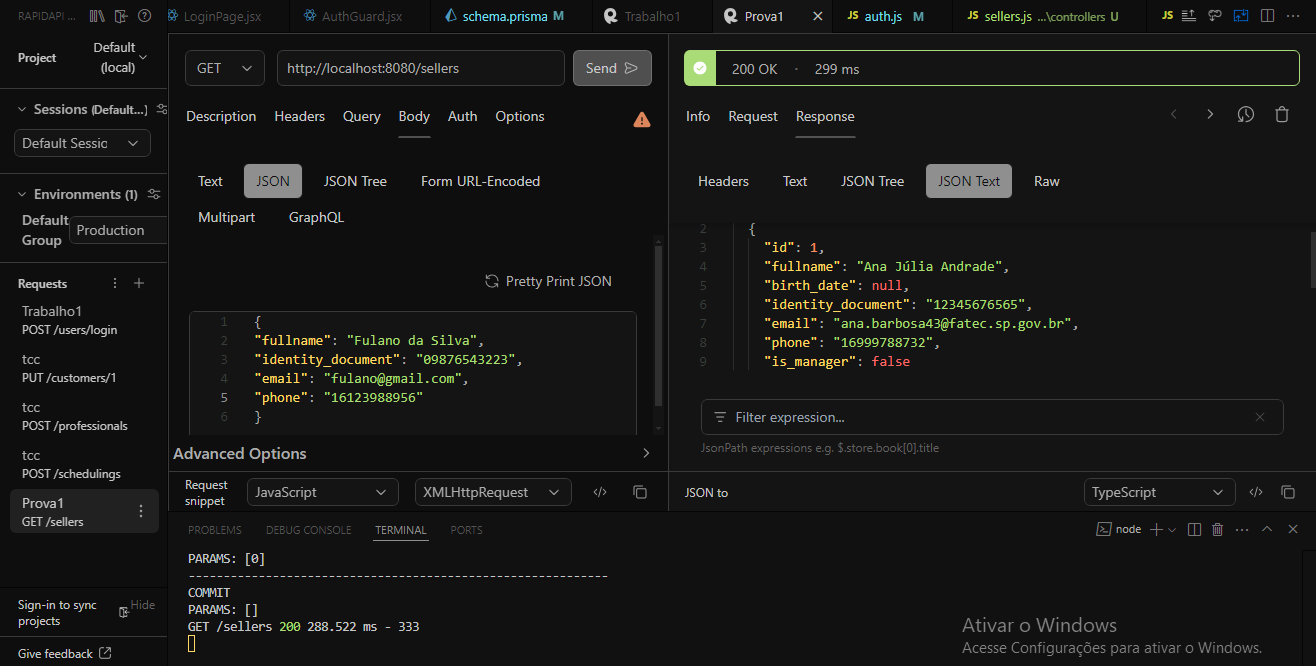 RAPIDAPI ...
LoginPage.jsx
AuthGuard.jsx
schema.prisma M
Trabalho1
Prova1
JS auth.js M
JS sellers.js ...\controllers U
JS
Project
Default
(local)
Sessions (Default...)
Default Sessic
Environments (1)
Default
Group
Production
Requests
Trabalho1
POST /users/login
tcc
PUT /customers/1
tcc
POST /professionals
tcc
POST /schedulings
Prova1
GET /sellers
Sign-in to sync
projects
Hide
Give feedback
GET
http://localhost:8080/sellers
Send
Description Headers Query Body Auth Options
Text JSON JSON Tree Form URL-Encoded
Multipart GraphQL
Pretty Print JSON
1 {
2 "fullname": "Fulano da Silva",
3 "identity_document": "09876543223",
4 "email": "fulano@gmail.com",
5 "phone": "16123988956"
6 }
Advanced Options
Request
snippet
JavaScript
XMLHttpRequest
200 OK · 299 ms
Info Request Response
Headers Text JSON Tree JSON Text Raw
2 {
3 "id": 1,
4 "fullname": "Ana Júlia Andrade",
5 "birth_date": null,
6 "identity_document": "12345676565",
7 "email": "ana.barbosa43@fatec.sp.gov.br",
8 "phone": "16999788732",
9 "is_manager": false
Filter expression...
JsonPath expressions e.g. $.store.book[0].title
JSON to
TypeScript
PROBLEMS DEBUG CONSOLE TERMINAL PORTS
node
PARAMS: [0]
------------------------------------------------------------
COMMIT
PARAMS: []
GET /sellers 200 288.522 ms - 333
Ativar o Windows
Acesse Configurações para ativar o Windows.